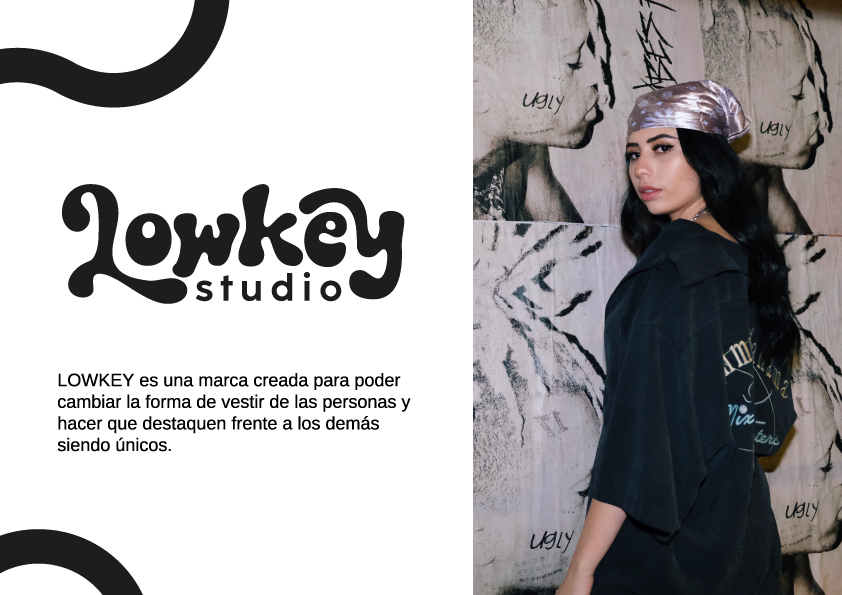 Lowkey
studio
LOWKEY es una marca creada para poder
cambiar la forma de vestir de las personas y
hacer que destaquen frente a los demás
siendo únicos.
UGLY
UGLY
Mix
UGLY
UGLY